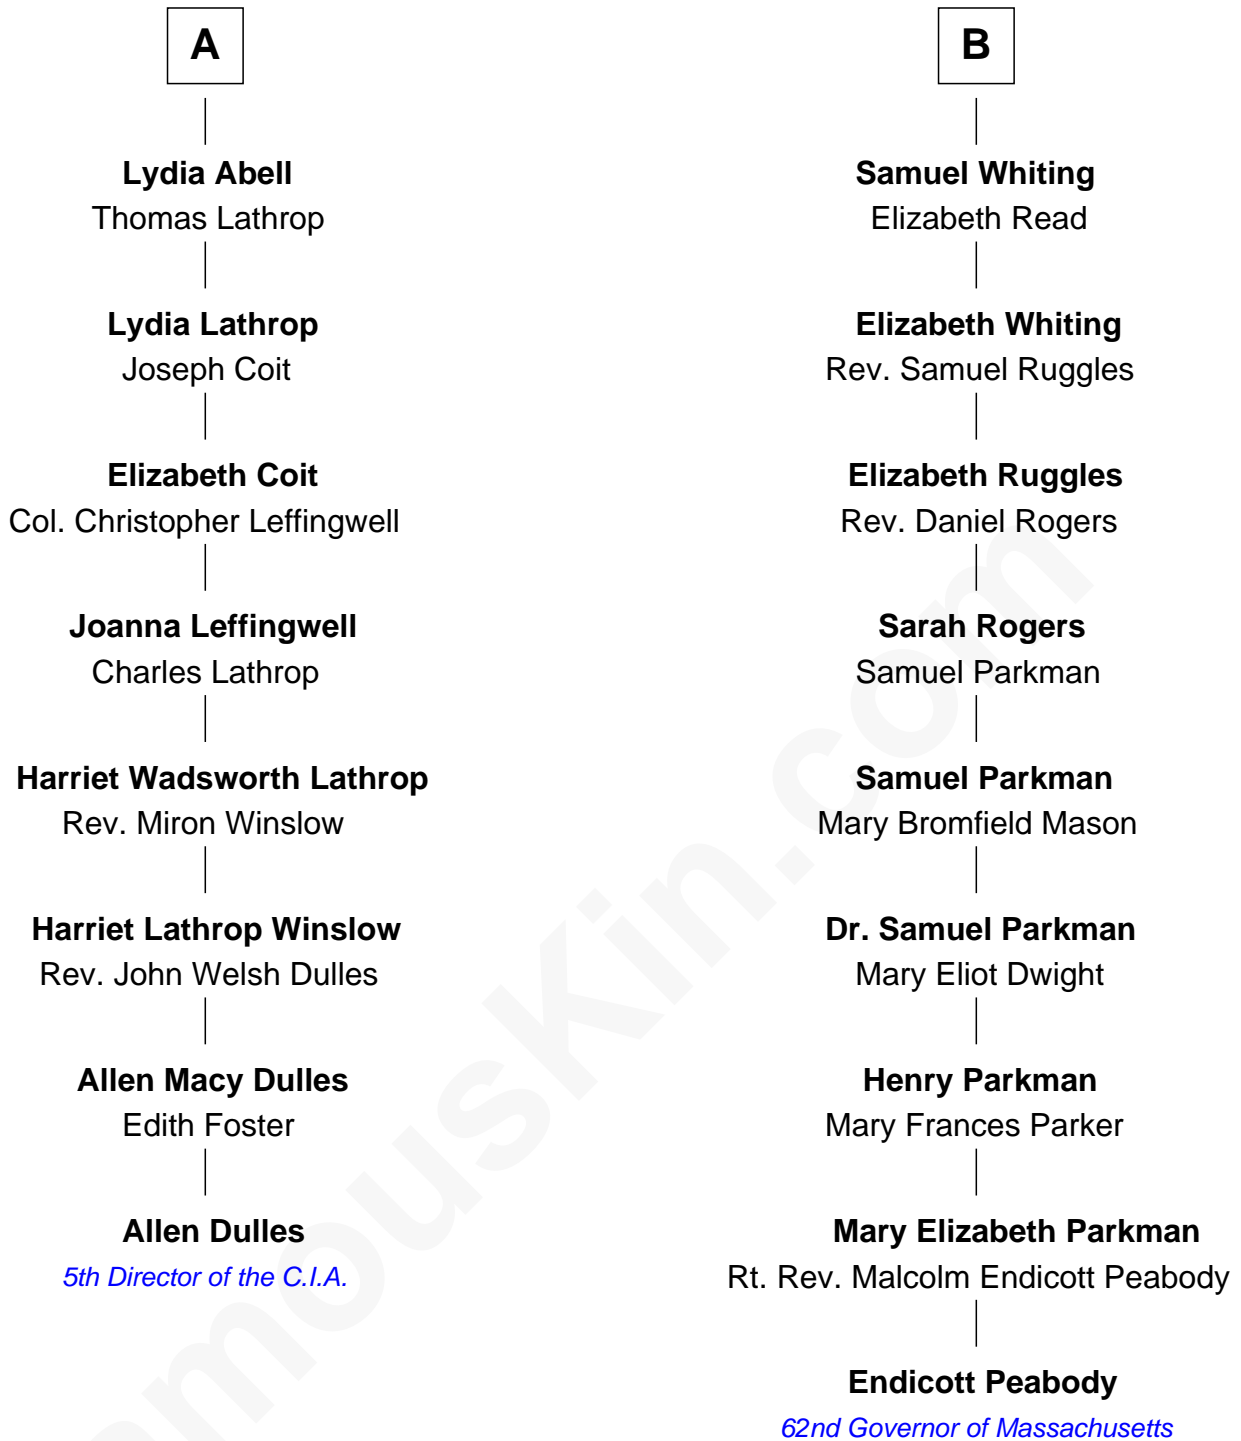 A
Lydia Abell
Thomas Lathrop
Lydia Lathrop
Joseph Coit
Elizabeth Coit
Col. Christopher Leffingwell
Joanna Leffingwell
Charles Lathrop
Harriet Wadsworth Lathrop
Rev. Miron Winslow
Harriet Lathrop Winslow
Rev. John Welsh Dulles
Allen Macy Dulles
Edith Foster
Allen Dulles
5th Director of the C.I.A.
B
Samuel Whiting
Elizabeth Read
Elizabeth Whiting
Rev. Samuel Ruggles
Elizabeth Ruggles
Rev. Daniel Rogers
Sarah Rogers
Samuel Parkman
Samuel Parkman
Mary Bromfield Mason
Dr. Samuel Parkman
Mary Eliot Dwight
Henry Parkman
Mary Frances Parker
Mary Elizabeth Parkman
Rt. Rev. Malcolm Endicott Peabody
Endicott Peabody
62nd Governor of Massachusetts
amousKin.com